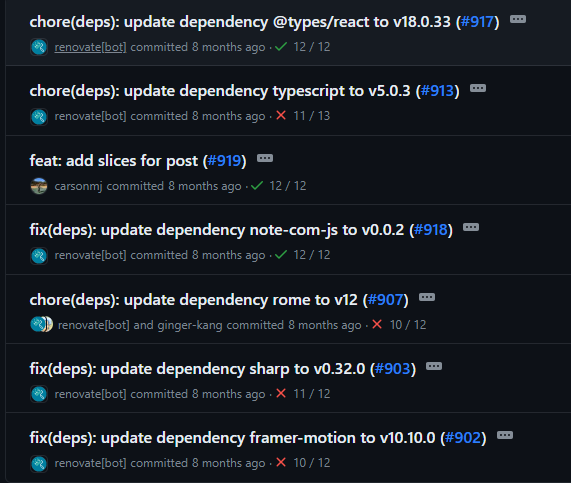 chore(deps): update dependency @types/react to v18.0.33 (#917)
renovate[bot] committed 8 months ago · ✓ 12 / 12
chore(deps): update dependency typescript to v5.0.3 (#913)
renovate[bot] committed 8 months ago · ✕ 11 / 13
feat: add slices for post (#919)
carsonmj committed 8 months ago · ✓ 12 / 12
fix(deps): update dependency note-com-js to v0.0.2 (#918)
renovate[bot] committed 8 months ago · ✓ 12 / 12
chore(deps): update dependency rome to v12 (#907)
renovate[bot] and ginger-kang committed 8 months ago · ✕ 10 / 12
fix(deps): update dependency sharp to v0.32.0 (#903)
renovate[bot] committed 8 months ago · ✕ 11 / 12
fix(deps): update dependency framer-motion to v10.10.0 (#902)
renovate[bot] committed 8 months ago · ✕ 10 / 12